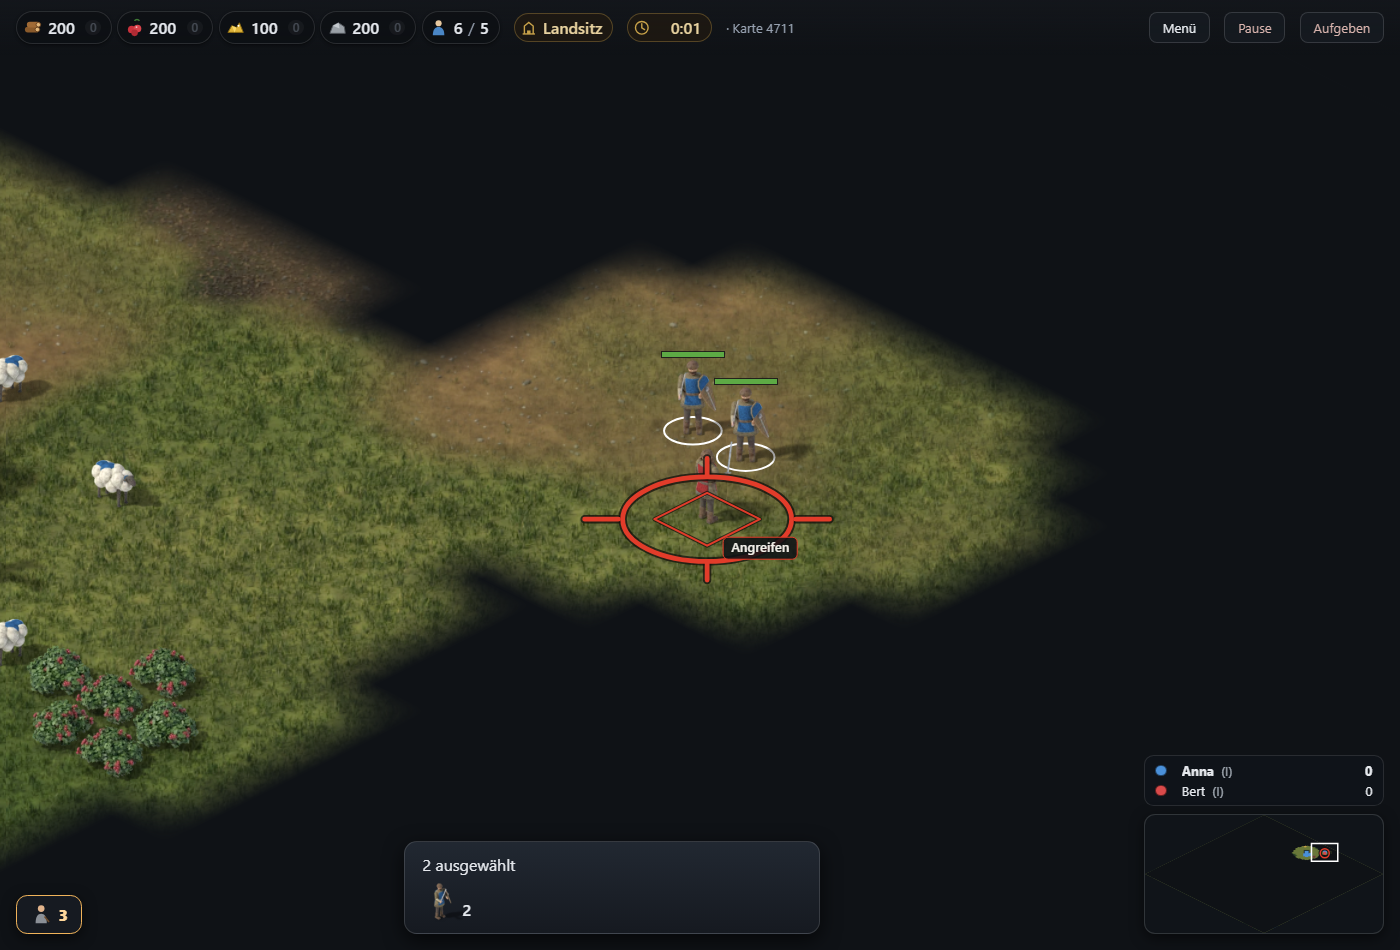 200 0 200 0 100 0 200 0 6 / 5 Landsitz 0:01 · Karte 4711 Menü Pause Aufgeben
Angreifen
Anna (I) 0
Bert (I) 0
2 ausgewählt
2
3